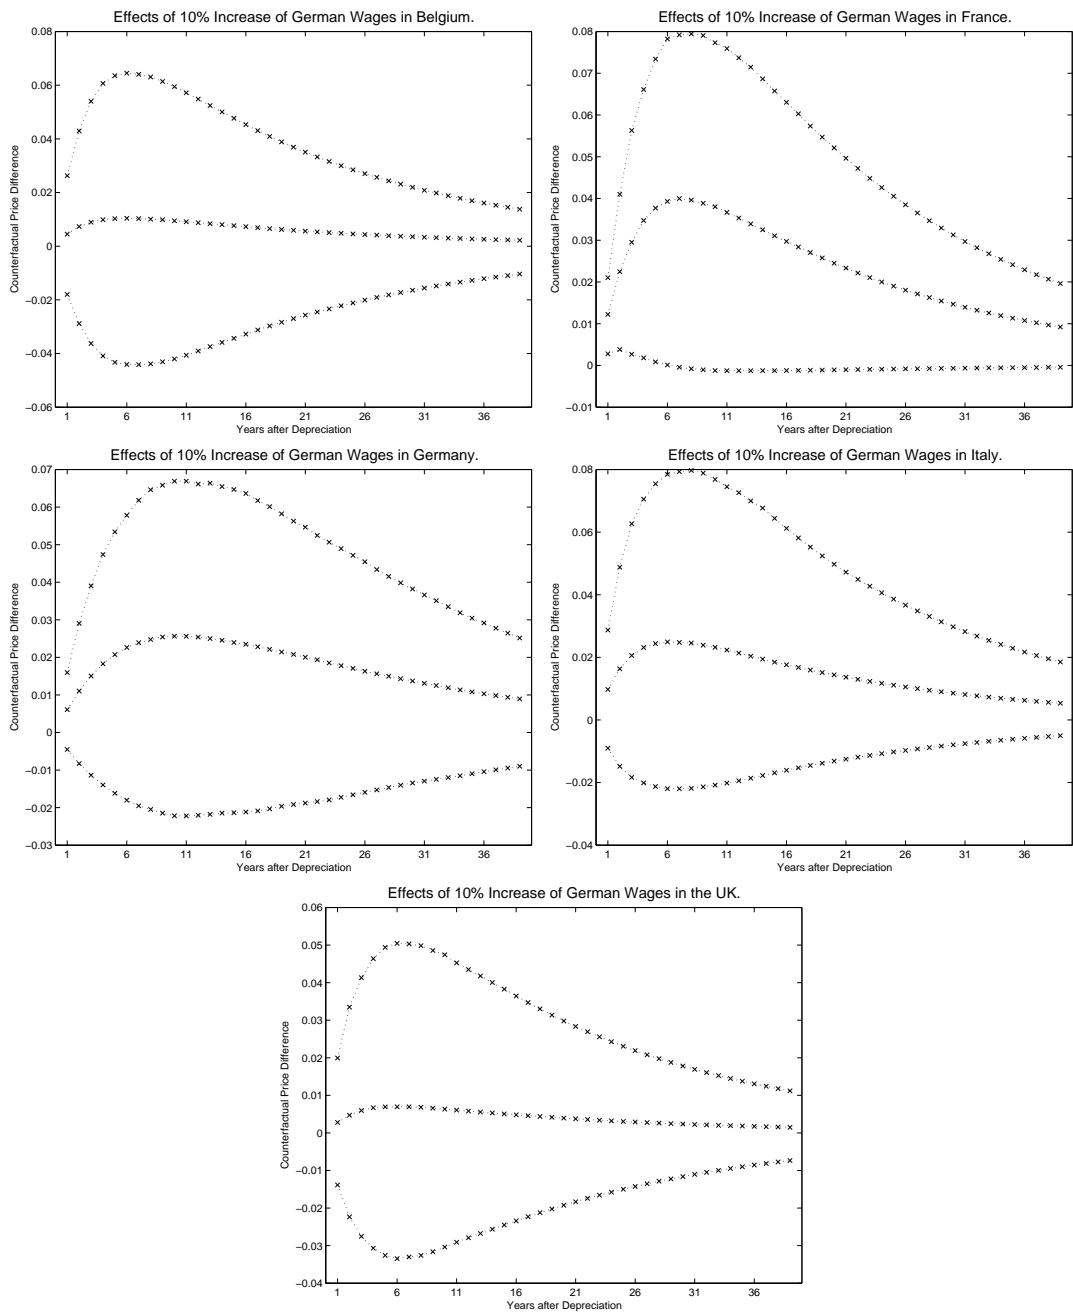 Effects of 10% Increase of German Wages in Belgium.
0.08
0.06
0.04
0.02
0
−0.02
−0.04
−0.06
Counterfactual Price Difference
1 6 11 16 21 26 31 36
Years after Depreciation
Effects of 10% Increase of German Wages in France.
0.08
0.07
0.06
0.05
0.04
0.03
0.02
0.01
0
−0.01
Counterfactual Price Difference
1 6 11 16 21 26 31 36
Years after Depreciation
Effects of 10% Increase of German Wages in Germany.
0.07
0.06
0.05
0.04
0.03
0.02
0.01
0
−0.01
−0.02
−0.03
Counterfactual Price Difference
1 6 11 16 21 26 31 36
Years after Depreciation
Effects of 10% Increase of German Wages in Italy.
0.08
0.06
0.04
0.02
0
−0.02
−0.04
Counterfactual Price Difference
1 6 11 16 21 26 31 36
Years after Depreciation
Effects of 10% Increase of German Wages in the UK.
0.06
0.05
0.04
0.03
0.02
0.01
0
−0.01
−0.02
−0.03
−0.04
Counterfactual Price Difference
1 6 11 16 21 26 31 36
Years after Depreciation